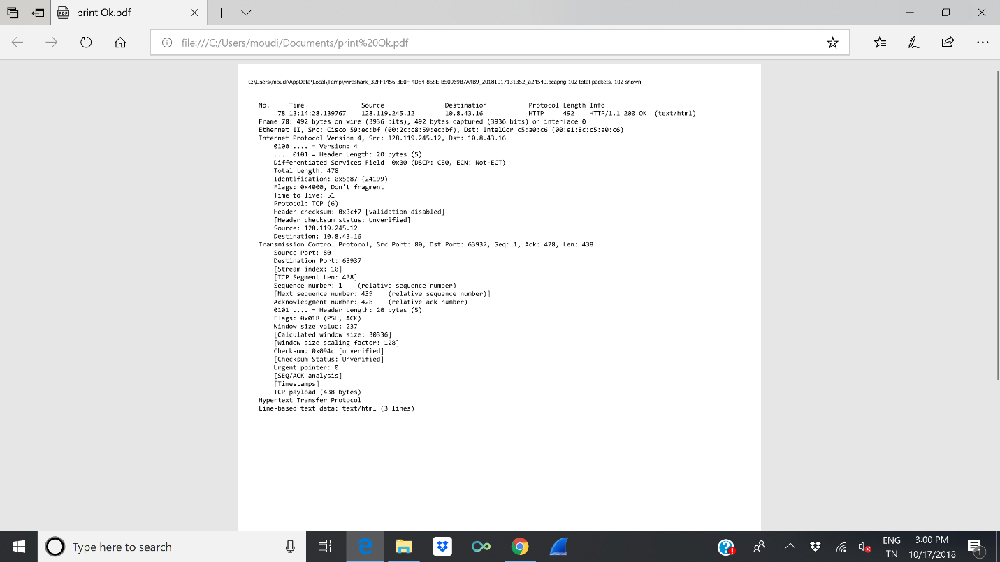 print Ok.pdf
file:///C:/Users/moudi/Documents/print%20Ok.pdf
C:\Users\moudi\AppData\Local\Temp\wireshark_32FF1456-3E0F-4D64-858E-B50969B7A4B9_20181017131352_a24540.pcapng 102 total packets, 102 shown
No. Time Source Destination Protocol Length Info
78 13:14:28.139767 128.119.245.12 10.8.43.16 HTTP 492 HTTP/1.1 200 OK (text/html)
Frame 78: 492 bytes on wire (3936 bits), 492 bytes captured (3936 bits) on interface 0
Ethernet II, Src: Cisco_59:ec:bf (00:2c:c8:59:ec:bf), Dst: IntelCor_c5:a0:c6 (00:e1:8c:c5:a0:c6)
Internet Protocol Version 4, Src: 128.119.245.12, Dst: 10.8.43.16
0100 .... = Version: 4
.... 0101 = Header Length: 20 bytes (5)
Differentiated Services Field: 0x00 (DSCP: CS0, ECN: Not-ECT)
Total Length: 478
Identification: 0x5e87 (24199)
Flags: 0x4000, Don't fragment
Time to live: 51
Protocol: TCP (6)
Header checksum: 0x3cf7 [validation disabled]
[Header checksum status: Unverified]
Source: 128.119.245.12
Destination: 10.8.43.16
Transmission Control Protocol, Src Port: 80, Dst Port: 63937, Seq: 1, Ack: 428, Len: 438
Source Port: 80
Destination Port: 63937
[Stream index: 10]
[TCP Segment Len: 438]
Sequence number: 1 (relative sequence number)
[Next sequence number: 439 (relative sequence number)]
Acknowledgment number: 428 (relative ack number)
0101 .... = Header Length: 20 bytes (5)
Flags: 0x018 (PSH, ACK)
Window size value: 237
[Calculated window size: 30336]
[Window size scaling factor: 128]
Checksum: 0x094c [unverified]
[Checksum Status: Unverified]
Urgent pointer: 0
[SEQ/ACK analysis]
[Timestamps]
TCP payload (438 bytes)
Hypertext Transfer Protocol
Line-based text data: text/html (3 lines)
Type here to search
ENG 3:00 PM
TN 10/17/2018 1